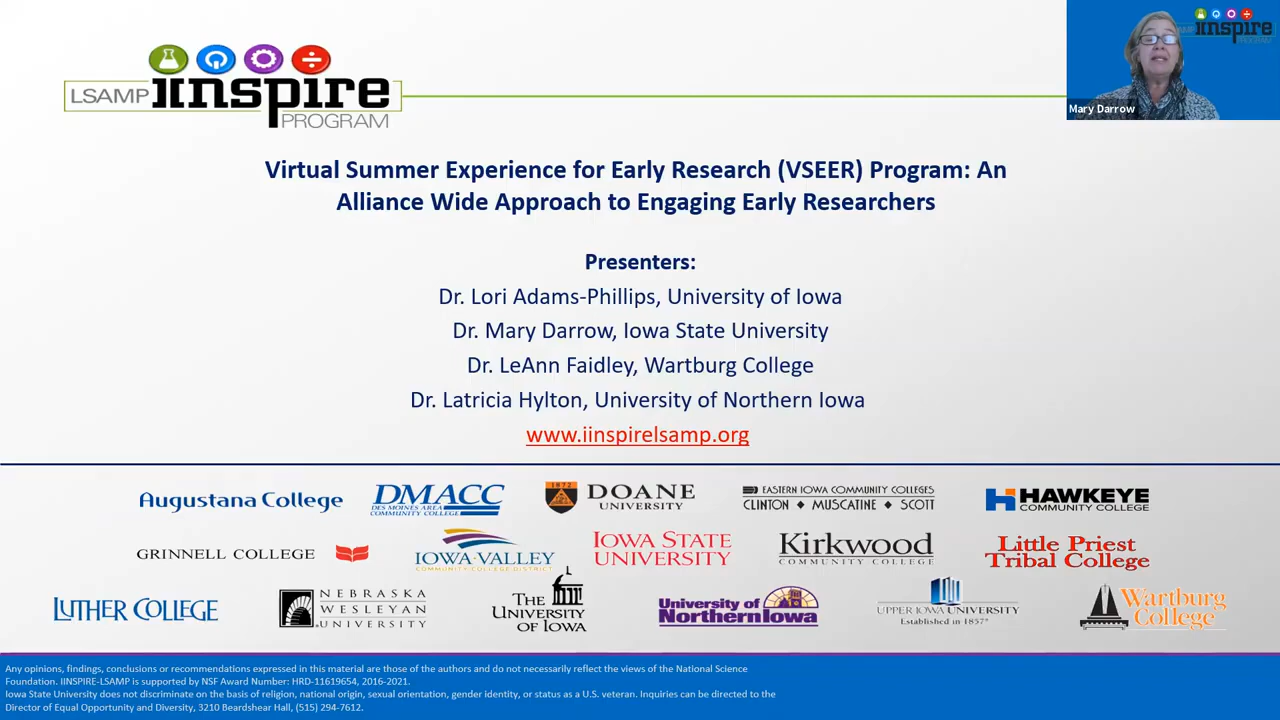 LSAMP iinspire
PROGRAM
iinspire
PROGRAM
Mary Darrow
Virtual Summer Experience for Early Research (VSEER) Program: An
Alliance Wide Approach to Engaging Early Researchers
Presenters:
Dr. Lori Adams-Phillips, University of Iowa
Dr. Mary Darrow, Iowa State University
Dr. LeAnn Faidley, Wartburg College
Dr. Latricia Hylton, University of Northern Iowa
www.iinspirelsamp.org
Augustana College
DMACC
DES MOINES AREA
COMMUNITY COLLEGE
1872
DOANE
UNIVERSITY
EASTERN IOWA COMMUNITY COLLEGES
CLINTON ◆ MUSCATINE ◆ SCOTT
HAWKEYE
COMMUNITY COLLEGE
GRINNELL COLLEGE
IOWA VALLEY
COMMUNITY COLLEGE DISTRICT
IOWA STATE
UNIVERSITY
Kirkwood
COMMUNITY COLLEGE
Little Priest
Tribal College
LUTHER COLLEGE
NEBRASKA
WESLEYAN
UNIVERSITY
THE
UNIVERSITY
OF IOWA
University of
Northern Iowa
UPPER IOWA UNIVERSITY
Established in 1857®
Wartburg
College
Any opinions, findings, conclusions or recommendations expressed in this material are those of the authors and do not necessarily reflect the views of the National Science
Foundation. IINSPIRE-LSAMP is supported by NSF Award Number: HRD-11619654, 2016-2021.
Iowa State University does not discriminate on the basis of religion, national origin, sexual orientation, gender identity, or status as a U.S. veteran. Inquiries can be directed to the
Director of Equal Opportunity and Diversity, 3210 Beardshear Hall, (515) 294-7612.